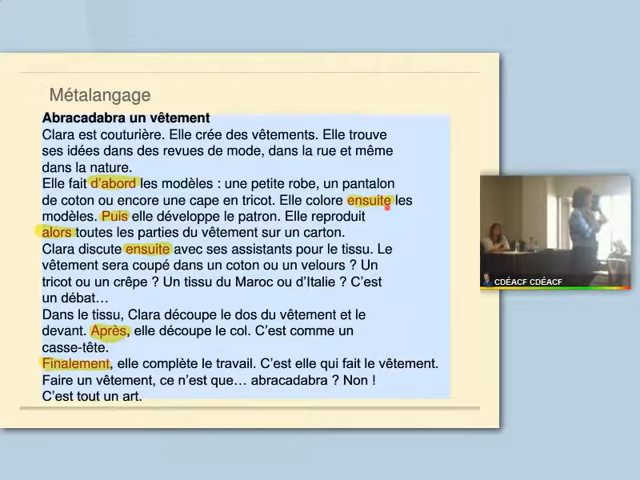 Métalangage
Abracadabra un vêtement
Clara est couturière. Elle crée des vêtements. Elle trouve
ses idées dans des revues de mode, dans la rue et même
dans la nature.
Elle fait d'abord les modèles : une petite robe, un pantalon
de coton ou encore une cape en tricot. Elle colore ensuite les
modèles. Puis elle développe le patron. Elle reproduit
alors toutes les parties du vêtement sur un carton.
Clara discute ensuite avec ses assistants pour le tissu. Le
vêtement sera coupé dans un coton ou un velours ? Un
tricot ou un crêpe ? Un tissu du Maroc ou d'Italie ? C'est
un débat…
Dans le tissu, Clara découpe le dos du vêtement et le
devant. Après, elle découpe le col. C'est comme un
casse-tête.
Finalement, elle complète le travail. C'est elle qui fait le vêtement.
Faire un vêtement, ce n'est que… abracadabra ? Non !
C'est tout un art.
CDÉACF CDÉACF